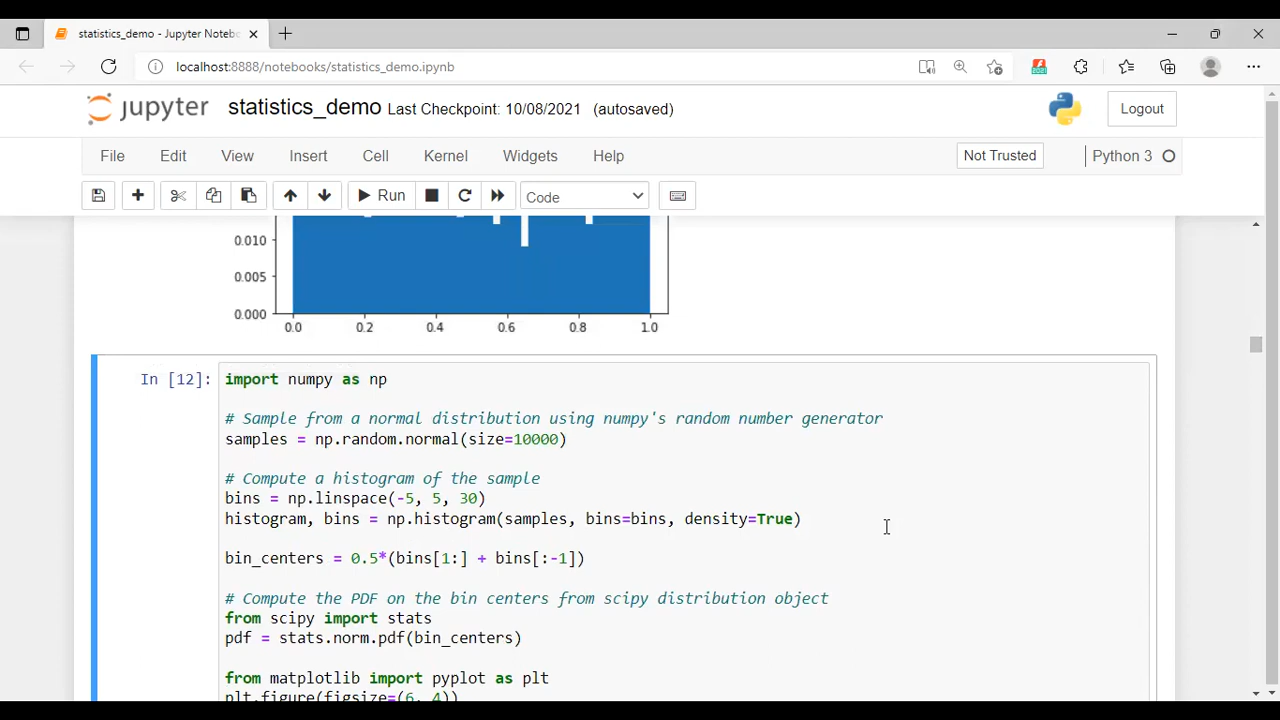 statistics_demo - Jupyter Noteb
localhost:8888/notebooks/statistics_demo.ipynb
jupyter statistics_demo Last Checkpoint: 10/08/2021 (autosaved)
Logout
File Edit View Insert Cell Kernel Widgets Help
Not Trusted
Python 3
Run
Code
0.010
0.005
0.000
0.0 0.2 0.4 0.6 0.8 1.0
In [12]:
import numpy as np
# Sample from a normal distribution using numpy's random number generator
samples = np.random.normal(size=10000)
# Compute a histogram of the sample
bins = np.linspace(-5, 5, 30)
histogram, bins = np.histogram(samples, bins=bins, density=True)
bin_centers = 0.5*(bins[1:] + bins[:-1])
# Compute the PDF on the bin centers from scipy distribution object
from scipy import stats
pdf = stats.norm.pdf(bin_centers)
from matplotlib import pyplot as plt
plt.figure(figsize=(6, 4))